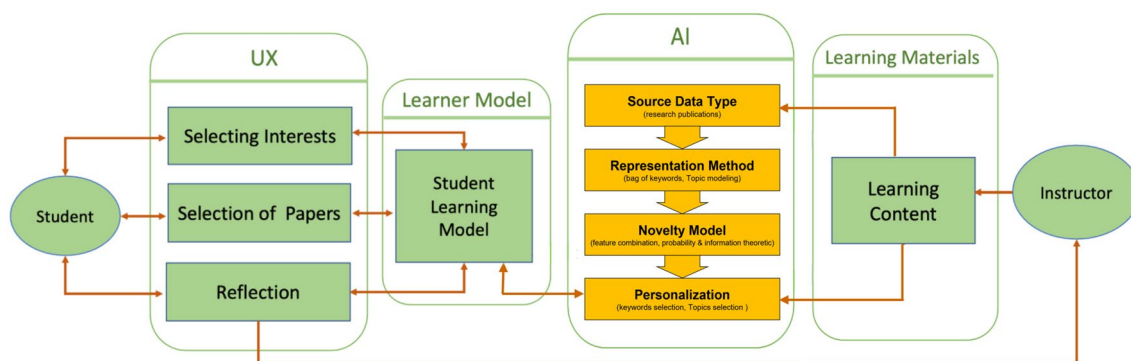 UX
Selecting Interests
Selection of Papers
Reflection
Student
Learner Model
Student
Learning
Model
AI
Source Data Type
(research publications)
Representation Method
(bag of keywords, Topic modeling)
Novelty Model
(feature combination, probability & information theoretic)
Personalization
(keywords selection, Topics selection )
Learning Materials
Learning
Content
Instructor